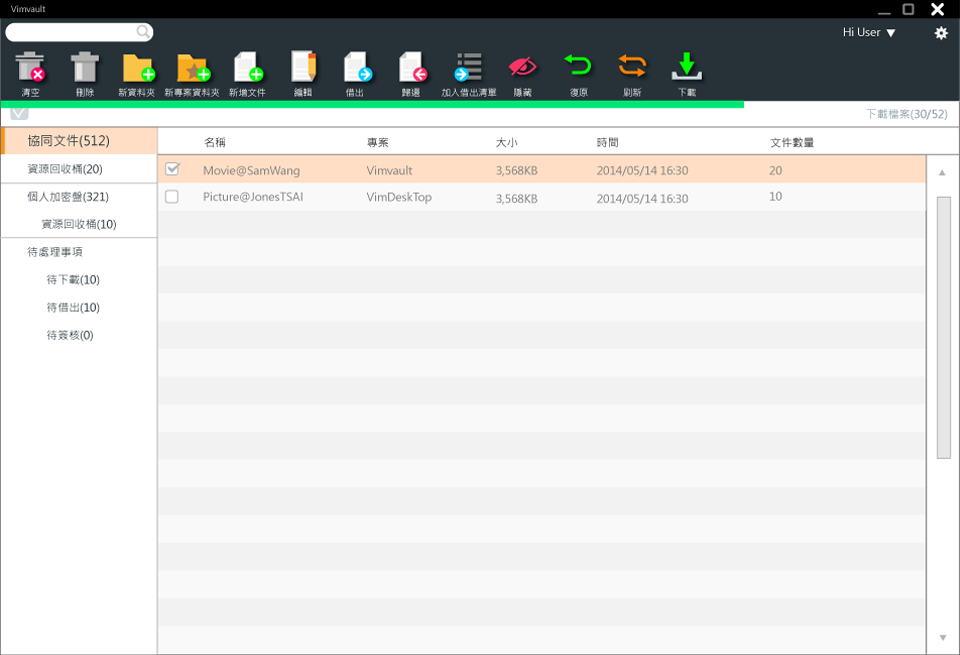 Vimvault
Hi User
清空 刪除 新資料夾 新專案資料夾 新增文件 編輯 借出 歸還 加入借出清單 隱藏 復原 刷新 下載
下載檔案(30/52)
協同文件(512)
名稱 專案 大小 時間 文件數量
資源回收桶(20)
Movie@SamWang Vimvault 3,568KB 2014/05/14 16:30 20
個人加密盤(321)
Picture@JonesTSAI VimDeskTop 3,568KB 2014/05/14 16:30 10
資源回收桶(10)
待處理事項
待下載(10)
待借出(10)
待簽核(0)